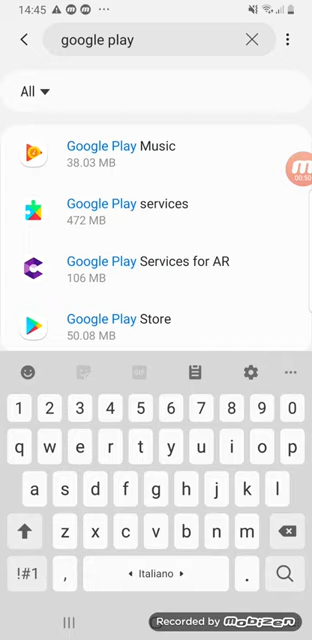 14:45
google play
All
Google Play Music
38.03 MB
Google Play services
472 MB
Google Play Services for AR
106 MB
Google Play Store
50.08 MB
00:50
1 2 3 4 5 6 7 8 9 0
q w e r t y u i o p
a s d f g h j k l
z x c v b n m
!#1 , Italiano .
Recorded by mobizen